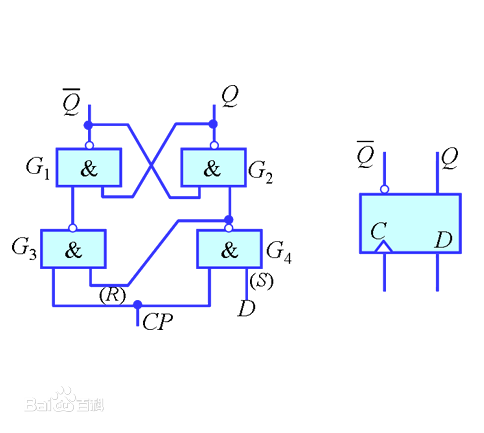 Q̅ Q
G₁ & & G₂
G₃ & & G₄
(R) (S)
D
CP
Q̅ Q
C D
Bai百科